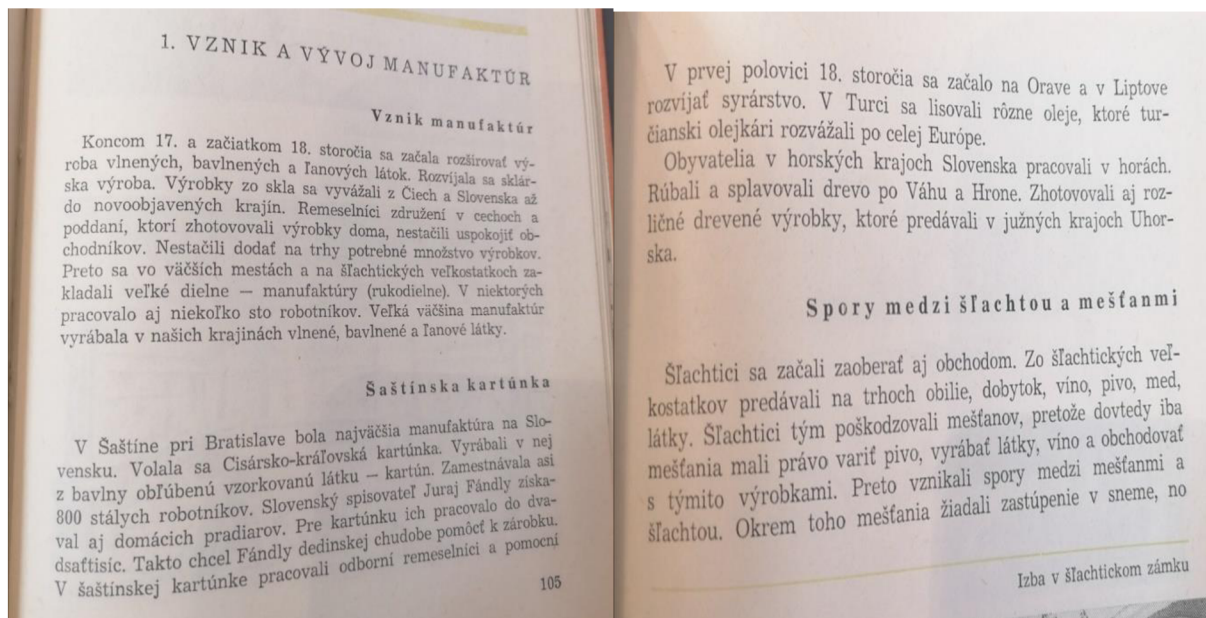 1. VZNIK A VÝVOJ MANUFAKTÚR
Vznik manufaktúr
Koncom 17. a začiatkom 18. storočia sa začala rozširovať vý-
roba vlnených, bavlnených a ľanových látok. Rozvíjala sa sklár-
ska výroba. Výrobky zo skla sa vyvážali z Čiech a Slovenska až
do novoobjavených krajín. Remeselníci združení v cechoch a
poddaní, ktorí zhotovovali výrobky doma, nestačili uspokojiť ob-
chodníkov. Nestačili dodať na trhy potrebné množstvo výrobkov.
Preto sa vo väčších mestách a na šľachtických veľkostatkoch za-
kladali veľké dielne — manufaktúry (rukodielne). V niektorých
pracovalo aj niekoľko sto robotníkov. Veľká väčšina manufaktúr
vyrábala v našich krajinách vlnené, bavlnené a ľanové látky.
Šaštínska kartúnka
V Šaštíne pri Bratislave bola najväčšia manufaktúra na Slo-
vensku. Volala sa Cisársko-kráľovská kartúnka. Vyrábali v nej
z bavlny obľúbenú vzorkovanú látku — kartún. Zamestnávala asi
800 stálych robotníkov. Slovenský spisovateľ Juraj Fándly získa-
val aj domácich pradiarov. Pre kartúnku ich pracovalo do dva-
dsaťtisíc. Takto chcel Fándly dedinskej chudobe pomôcť k zárobku.
V šaštínskej kartúnke pracovali odborní remeselníci a pomocní
105
V prvej polovici 18. storočia sa začalo na Orave a v Liptove
rozvíjať syrárstvo. V Turci sa lisovali rôzne oleje, ktoré tur-
čianski olejkári rozvážali po celej Európe.
Obyvatelia v horských krajoch Slovenska pracovali v horách.
Rúbali a splavovali drevo po Váhu a Hrone. Zhotovovali aj roz-
ličné drevené výrobky, ktoré predávali v južných krajoch Uhor-
ska.
Spory medzi šľachtou a mešťanmi
Šľachtici sa začali zaoberať aj obchodom. Zo šľachtických veľ-
kostatkov predávali na trhoch obilie, dobytok, víno, pivo, med,
látky. Šľachtici tým poškodzovali mešťanov, pretože dovtedy iba
mešťania mali právo variť pivo, vyrábať látky, víno a obchodovať
s týmito výrobkami. Preto vznikali spory medzi mešťanmi a
šľachtou. Okrem toho mešťania žiadali zastúpenie v sneme, no
Izba v šľachtickom zámku